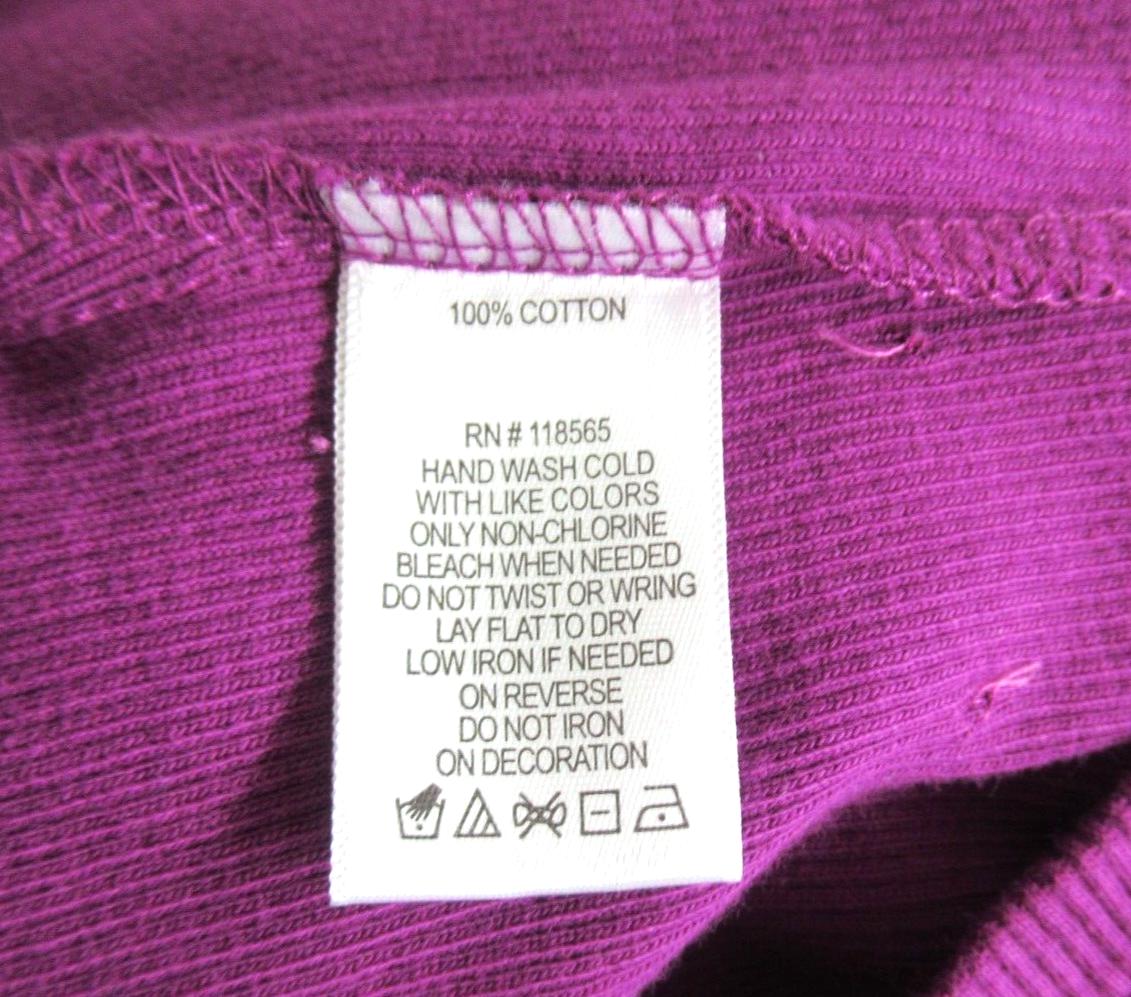 100% COTTON
RN # 118565
HAND WASH COLD
WITH LIKE COLORS
ONLY NON-CHLORINE
BLEACH WHEN NEEDED
DO NOT TWIST OR WRING
LAY FLAT TO DRY
LOW IRON IF NEEDED
ON REVERSE
DO NOT IRON
ON DECORATION